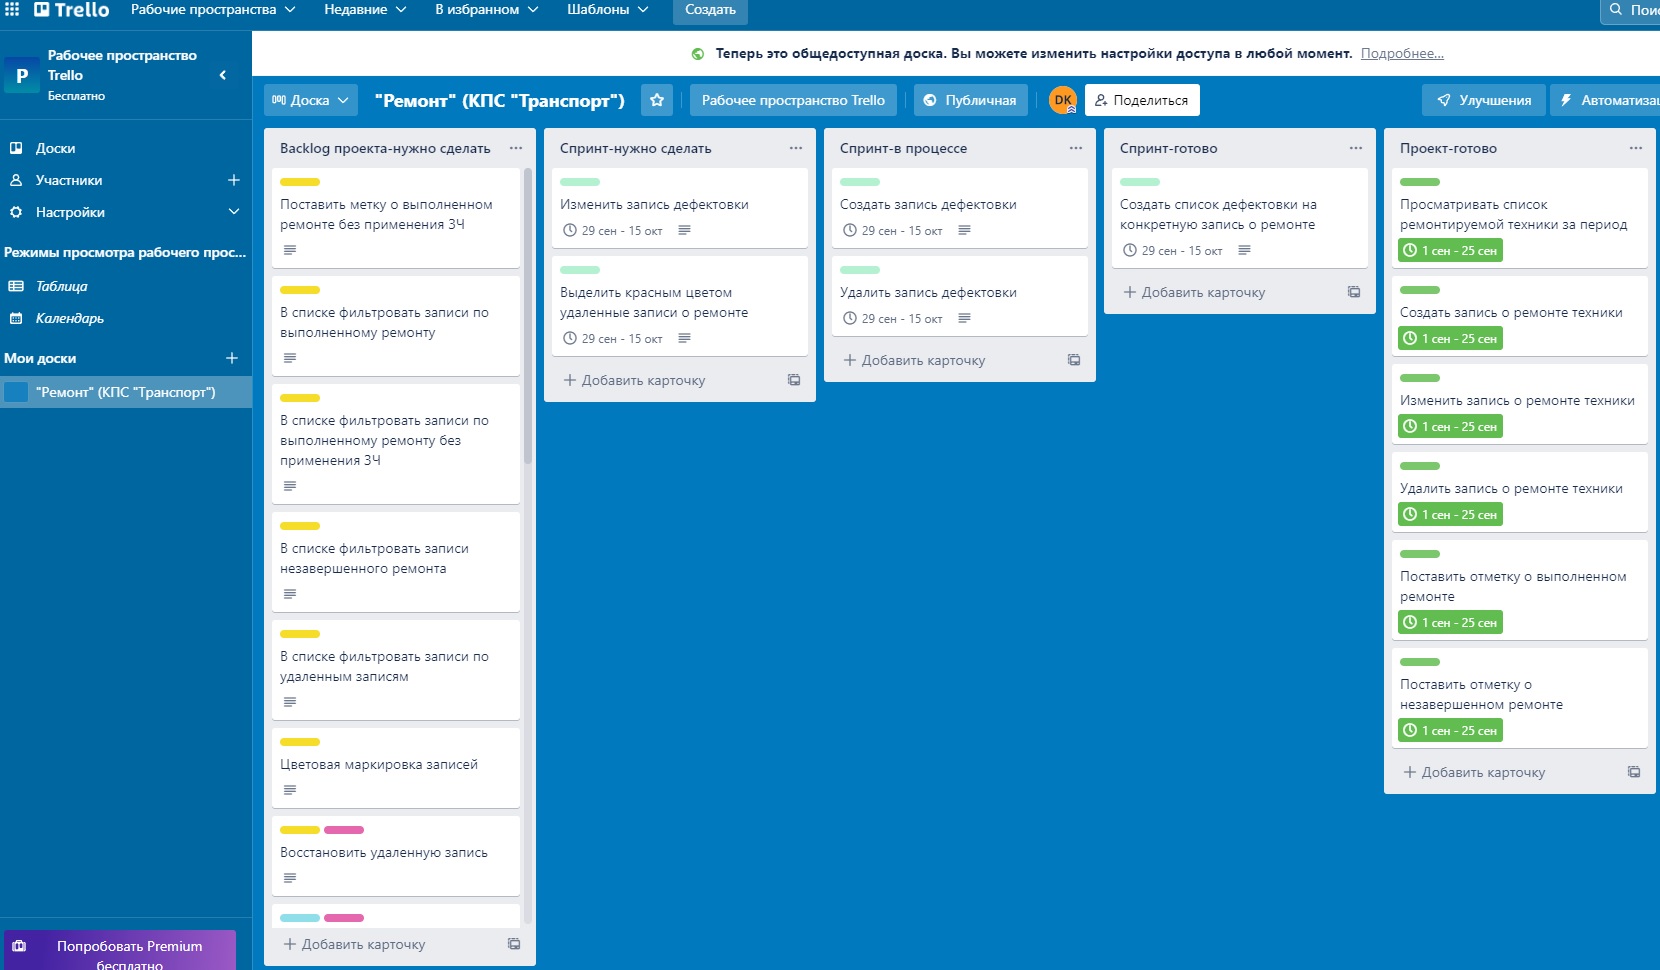 Trello
Рабочие пространства
Недавние
В избранном
Шаблоны
Создать
Рабочее пространство
Trello
Бесплатно
P
Доски
Участники
Настройки
Режимы просмотра рабочего прос...
Таблица
Календарь
Мои доски
"Ремонт" (КПС "Транспорт")
Попробовать Premium
бесплатно
Теперь это общедоступная доска. Вы можете изменить настройки доступа в любой момент. Подробнее...
Доска
"Ремонт" (КПС "Транспорт")
Рабочее пространство Trello
Публичная
DK
Поделиться
Улучшения
Backlog проекта-нужно сделать
Поставить метку о выполненном
ремонте без применения ЗЧ
В списке фильтровать записи по
выполненному ремонту
В списке фильтровать записи по
выполненному ремонту без
применения ЗЧ
В списке фильтровать записи
незавершенного ремонта
В списке фильтровать записи по
удаленным записям
Цветовая маркировка записей
Восстановить удаленную запись
Добавить карточку
Спринт-нужно сделать
Изменить запись дефектовки
29 сен - 15 окт
Выделить красным цветом
удаленные записи о ремонте
29 сен - 15 окт
Добавить карточку
Спринт-в процессе
Создать запись дефектовки
29 сен - 15 окт
Удалить запись дефектовки
29 сен - 15 окт
Добавить карточку
Спринт-готово
Создать список дефектовки на
конкретную запись о ремонте
29 сен - 15 окт
Добавить карточку
Проект-готово
Просматривать список
ремонтируемой техники за период
1 сен - 25 сен
Создать запись о ремонте техники
1 сен - 25 сен
Изменить запись о ремонте техники
1 сен - 25 сен
Удалить запись о ремонте техники
1 сен - 25 сен
Поставить отметку о выполненном
ремонте
1 сен - 25 сен
Поставить отметку о
незавершенном ремонте
1 сен - 25 сен
Добавить карточку